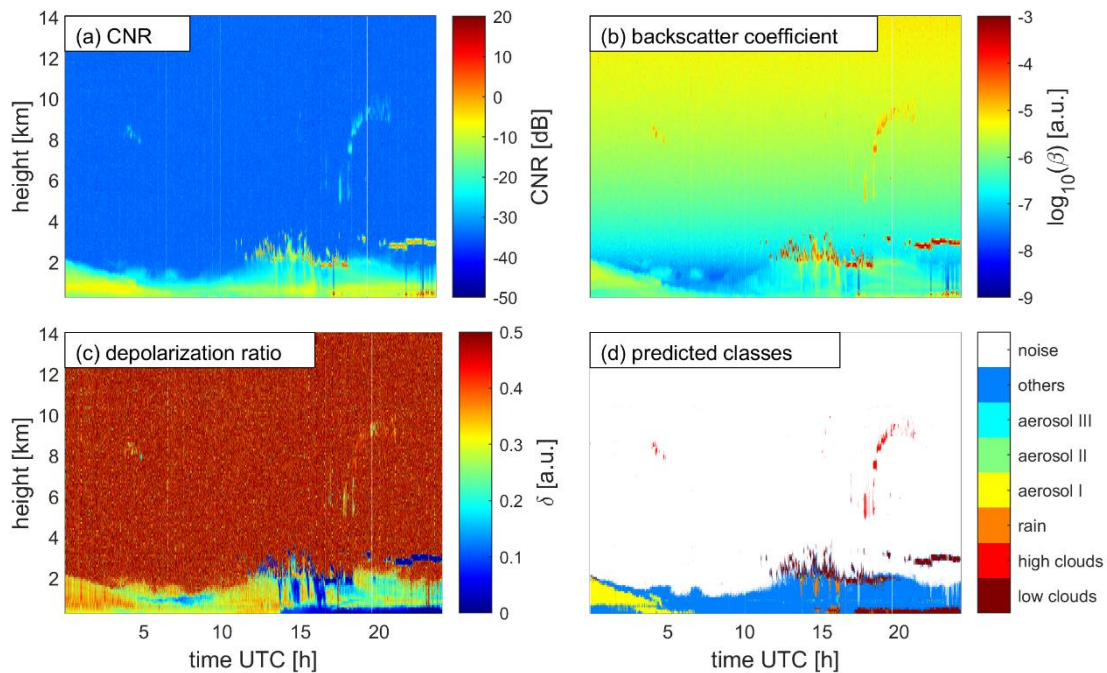 (a) CNR
14
12
10
8
6
4
2
height [km]
20
10
0
-10
-20
-30
-40
-50
CNR [dB]
(b) backscatter coefficient
-3
-4
-5
-6
-7
-8
-9
log10(β) [a.u.]
(c) depolarization ratio
14
12
10
8
6
4
2
height [km]
5
10
15
20
time UTC [h]
0.5
0.4
0.3
0.2
0.1
0
δ [a.u.]
(d) predicted classes
5
10
15
20
time UTC [h]
noise
others
aerosol III
aerosol II
aerosol I
rain
high clouds
low clouds